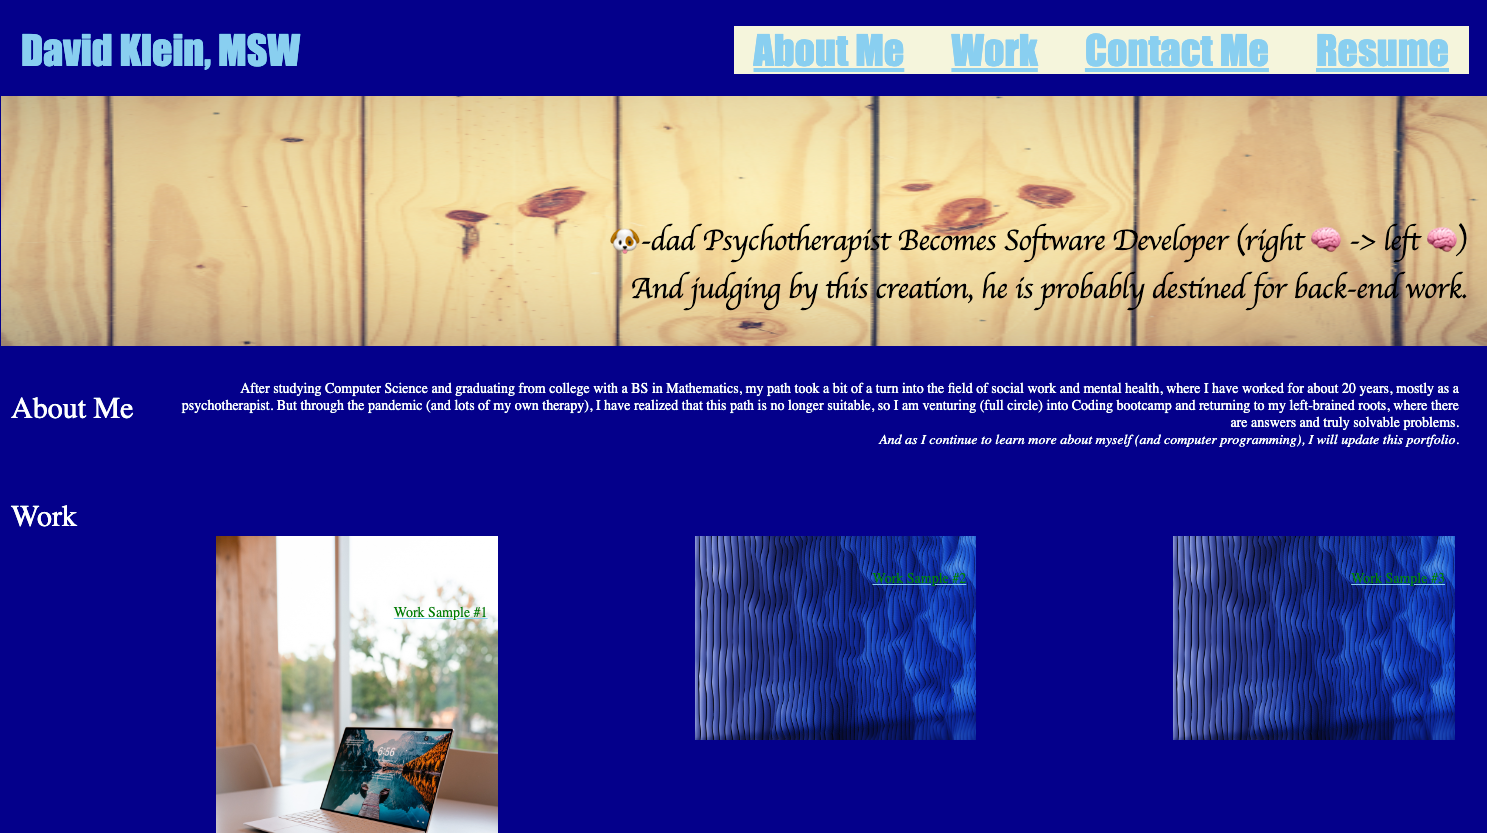 David Klein, MSW
About Me Work Contact Me Resume
🐶-dad Psychotherapist Becomes Software Developer (right 🧠 -> left 🧠)
And judging by this creation, he is probably destined for back-end work.
About Me
After studying Computer Science and graduating from college with a BS in Mathematics, my path took a bit of a turn into the field of social work and mental health, where I have worked for about 20 years, mostly as a
psychotherapist. But through the pandemic (and lots of my own therapy), I have realized that this path is no longer suitable, so I am venturing (full circle) into Coding bootcamp and returning to my left-brained roots, where there
are answers and truly solvable problems.
And as I continue to learn more about myself (and computer programming), I will update this portfolio.
Work
Work Sample #1
Work Sample
Work Sample
6:56